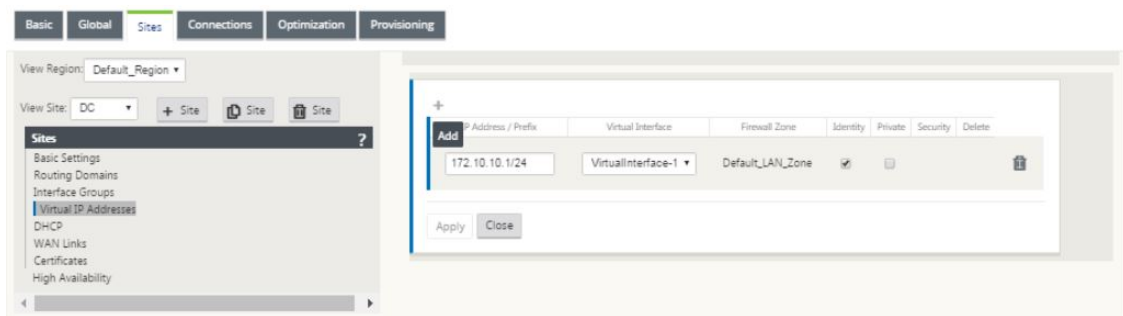 Basic Global Sites Connections Optimization Provisioning
View Region: Default_Region
View Site: DC + Site Site Site
Sites ?
Basic Settings
Routing Domains
Interface Groups
Virtual IP Addresses
DHCP
WAN Links
Certificates
High Availability
+
Add
P Address / Prefix Virtual Interface Firewall Zone Identity Private Security Delete
172.10.10.1/24 VirtualInterface-1 Default_LAN_Zone
Apply Close